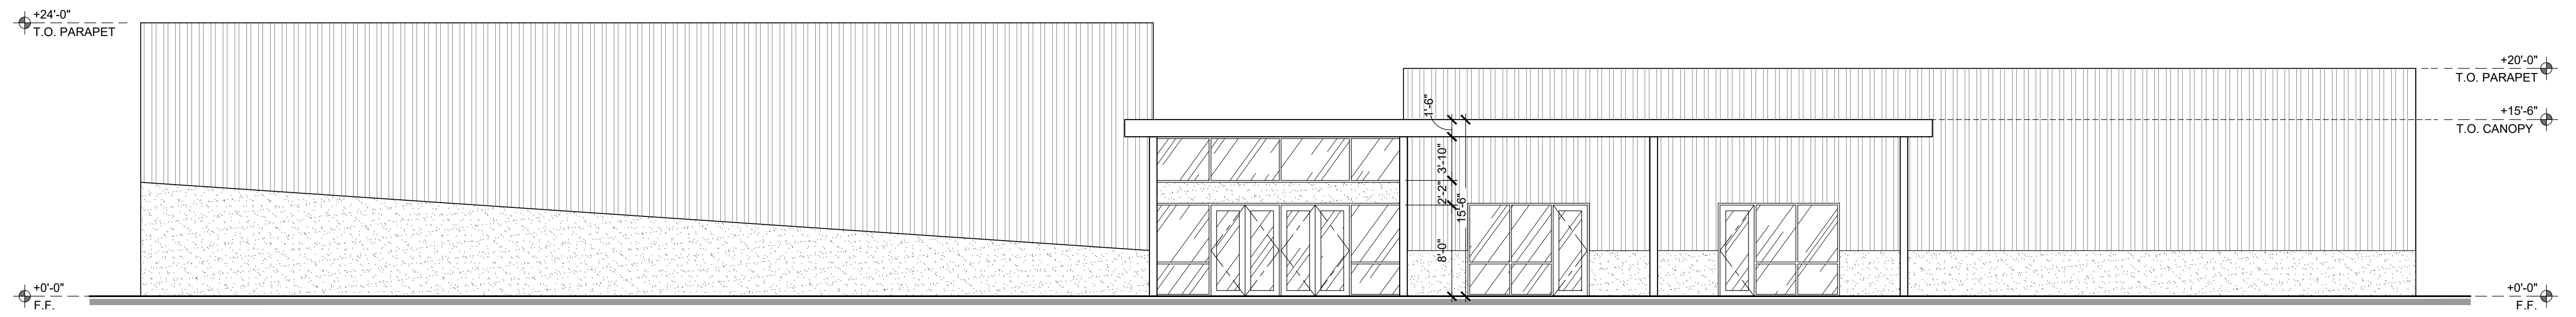 +24'-0"
T.O. PARAPET
+20'-0"
T.O. PARAPET
+15'-6"
T.O. CANOPY
1'-6"
3'-10"
2'-2"
15'-6"
8'-0"
+0'-0"
F.F.
+0'-0"
F.F.